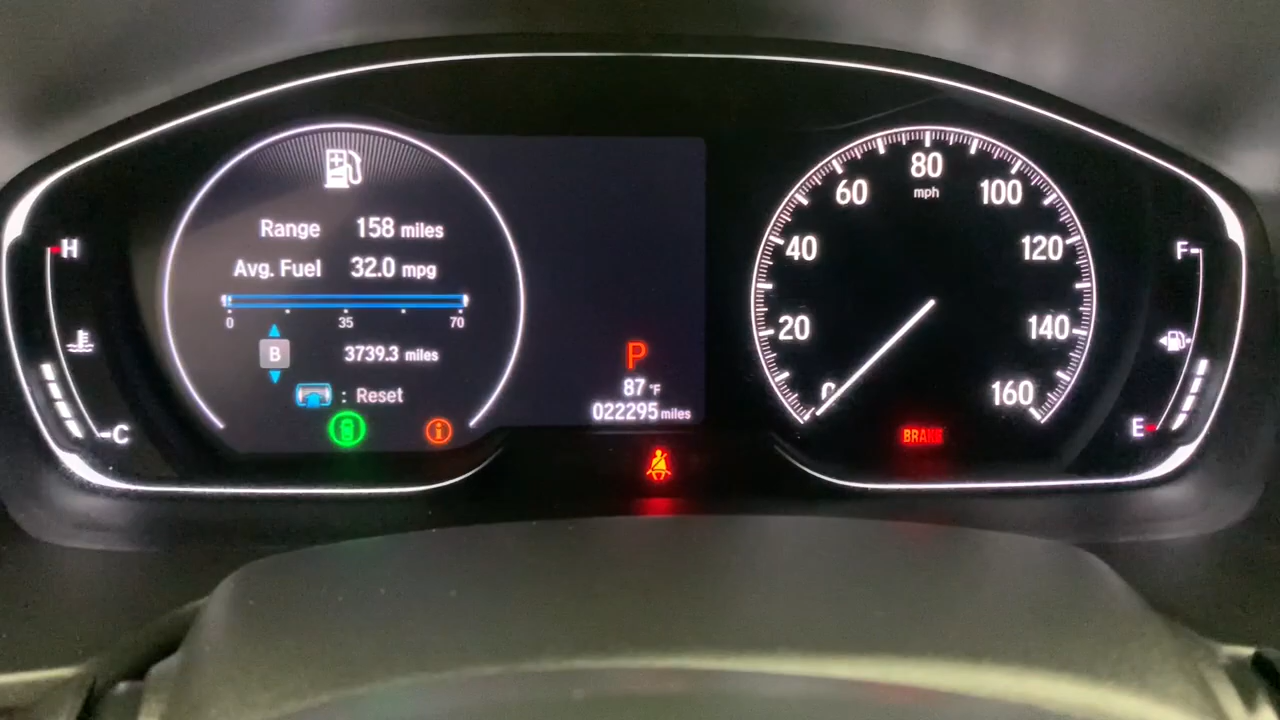 Range 158 miles
Avg. Fuel 32.0 mpg
0 35 70
B 3739.3 miles
: Reset
H
C
P
87 °F
022295 miles
0
20
40
60
80
100
120
140
160
mph
BRAKE
F
E